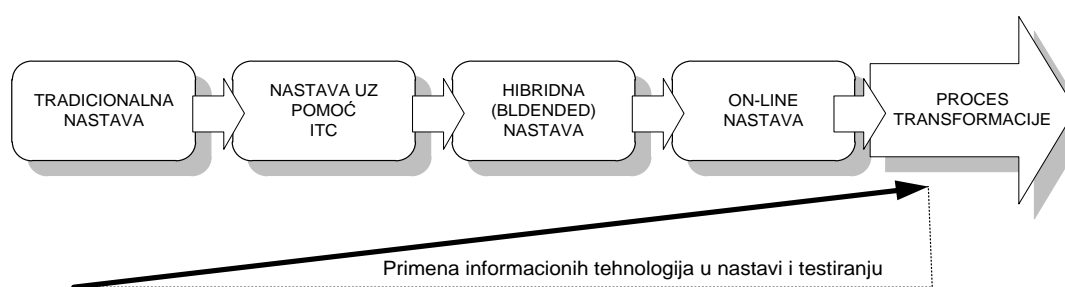 TRADICIONALNA
NASTAVA
NASTAVA UZ
POMOĆ
ITC
HIBRIDNA
(BLDENDED)
NASTAVA
ON-LINE
NASTAVA
PROCES
TRANSFORMACIJE
Primena informacionih tehnologija u nastavi i testiranju